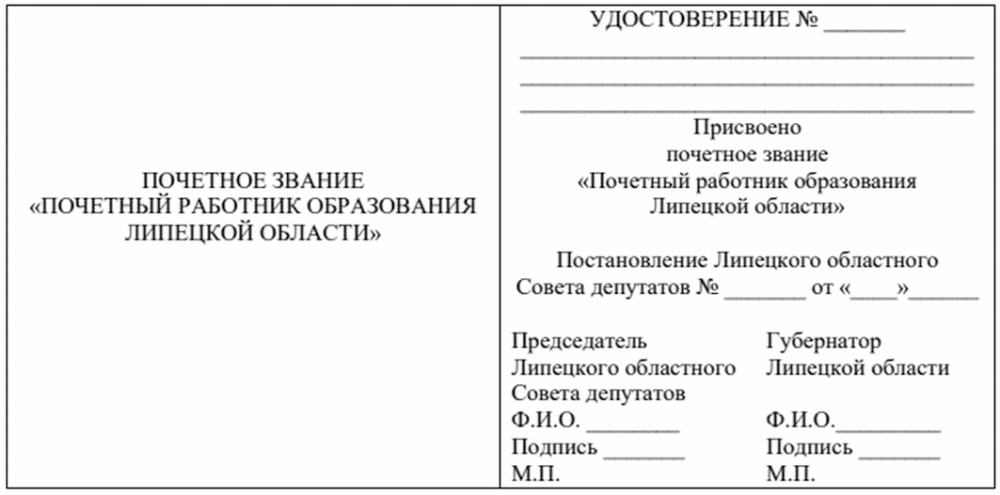 ПОЧЕТНОЕ ЗВАНИЕ
«ПОЧЕТНЫЙ РАБОТНИК ОБРАЗОВАНИЯ
ЛИПЕЦКОЙ ОБЛАСТИ»
УДОСТОВЕРЕНИЕ № _______
_______________________________________
_______________________________________
_______________________________________
Присвоено
почетное звание
«Почетный работник образования
Липецкой области»
Постановление Липецкого областного
Совета депутатов № _______ от «____»______
Председатель
Липецкого областного
Совета депутатов
Ф.И.О. ________
Подпись _______
М.П.
Губернатор
Липецкой области
Ф.И.О._________
Подпись _______
М.П.